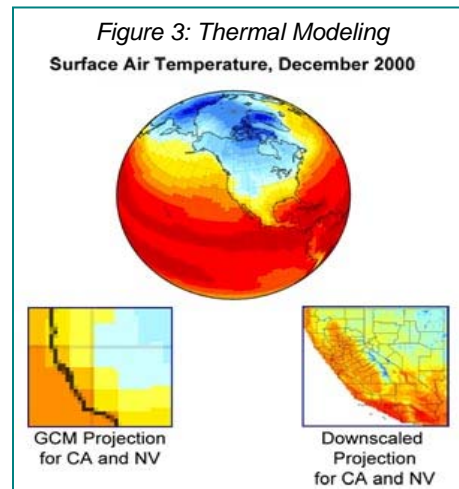 Figure 3: Thermal Modeling
Surface Air Temperature, December 2000
GCM Projection
for CA and NV
Downscaled
Projection
for CA and NV